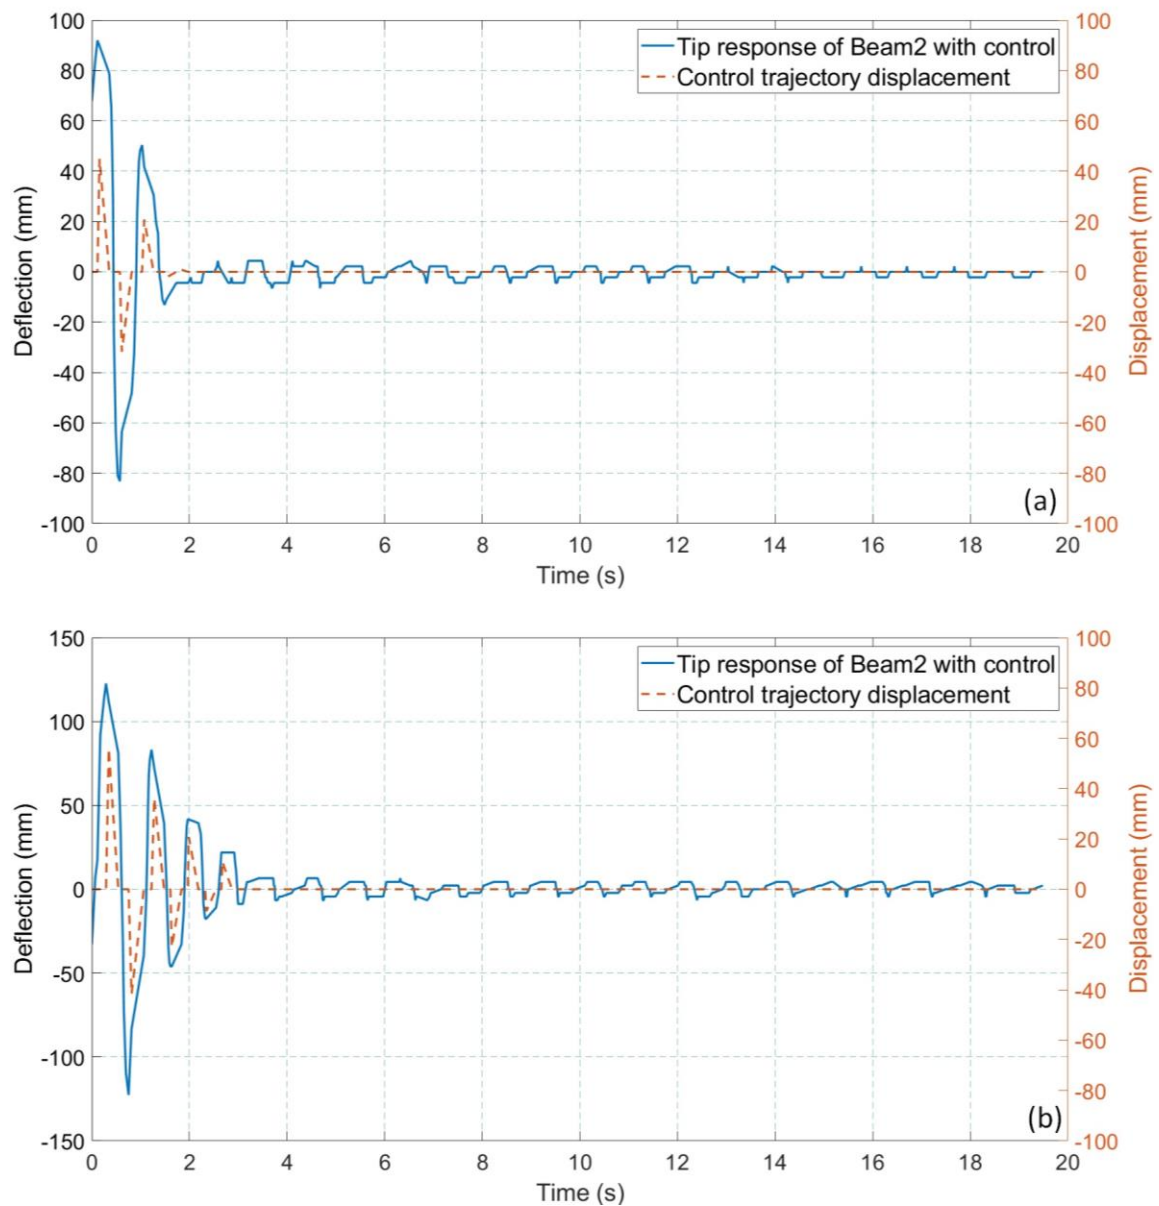 100
80
60
40
20
0
-20
-40
-60
-80
-100
Deflection (mm)
Tip response of Beam2 with control
Control trajectory displacement
100
80
60
40
20
0
-20
-40
-60
-80
-100
Displacement (mm)
(a)
0 2 4 6 8 10 12 14 16 18 20
Time (s)
150
100
50
0
-50
-100
-150
Deflection (mm)
Tip response of Beam2 with control
Control trajectory displacement
100
80
60
40
20
0
-20
-40
-60
-80
-100
Displacement (mm)
(b)
0 2 4 6 8 10 12 14 16 18 20
Time (s)